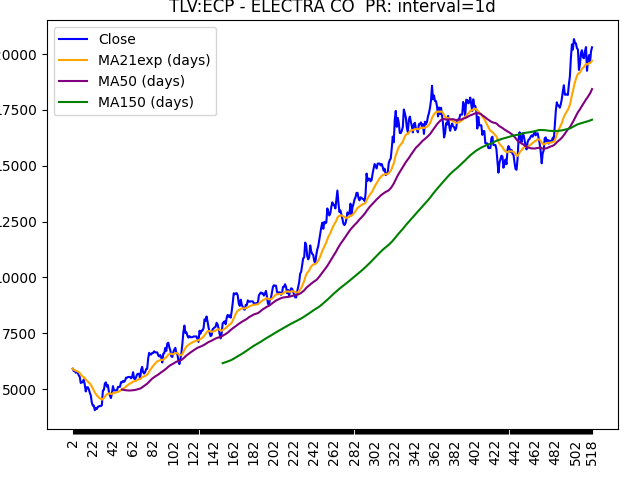 TLV:ECP - ELECTRA CO  PR: interval=1d
Close
MA21exp (days)
MA50 (days)
MA150 (days)
20000
17500
15000
12500
10000
7500
5000
2 22 42 62 82 102 122 142 162 182 202 222 242 262 282 302 322 342 362 382 402 422 442 462 482 502 518